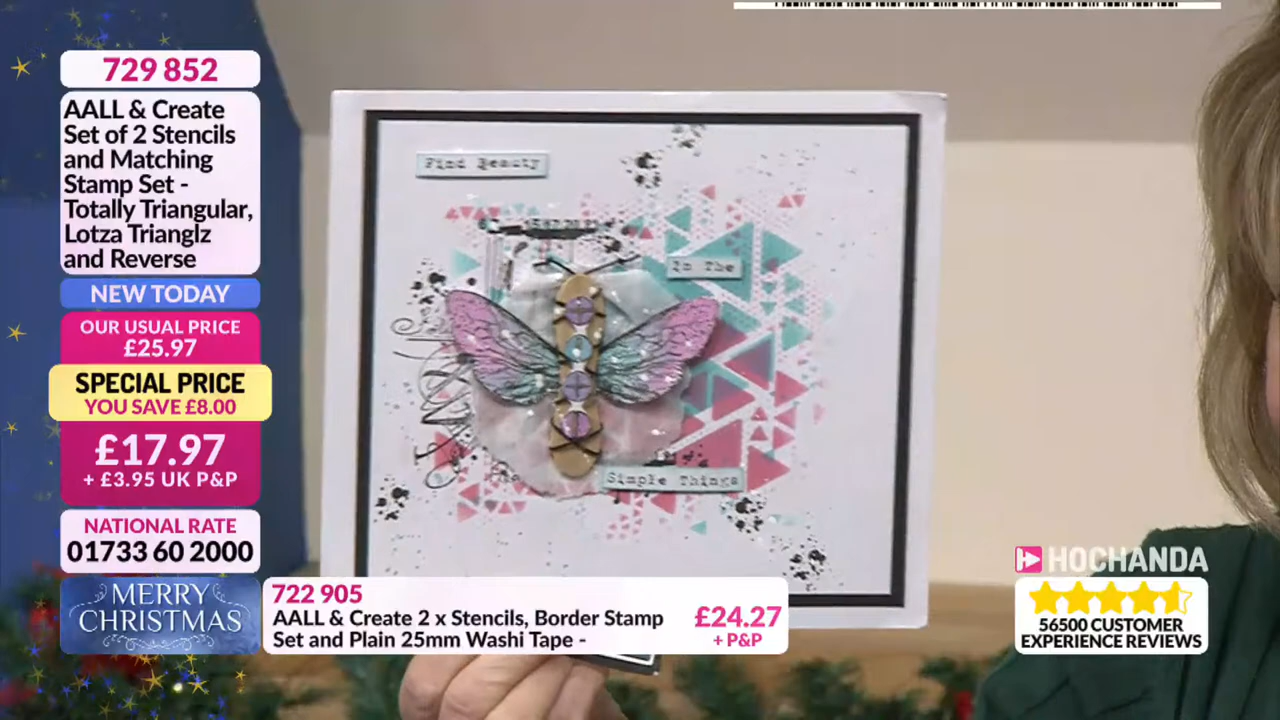 729 852
AALL & Create
Set of 2 Stencils
and Matching
Stamp Set -
Totally Triangular,
Lotza Trianglz
and Reverse
NEW TODAY
OUR USUAL PRICE
£25.97
SPECIAL PRICE
YOU SAVE £8.00
£17.97
+ £3.95 UK P&P
NATIONAL RATE
01733 60 2000
MERRY
CHRISTMAS
722 905
AALL & Create 2 x Stencils, Border Stamp
Set and Plain 25mm Washi Tape -
£24.27
+ P&P
Find Beauty
In The
Simple Things
HOCHANDA
56500 CUSTOMER
EXPERIENCE REVIEWS